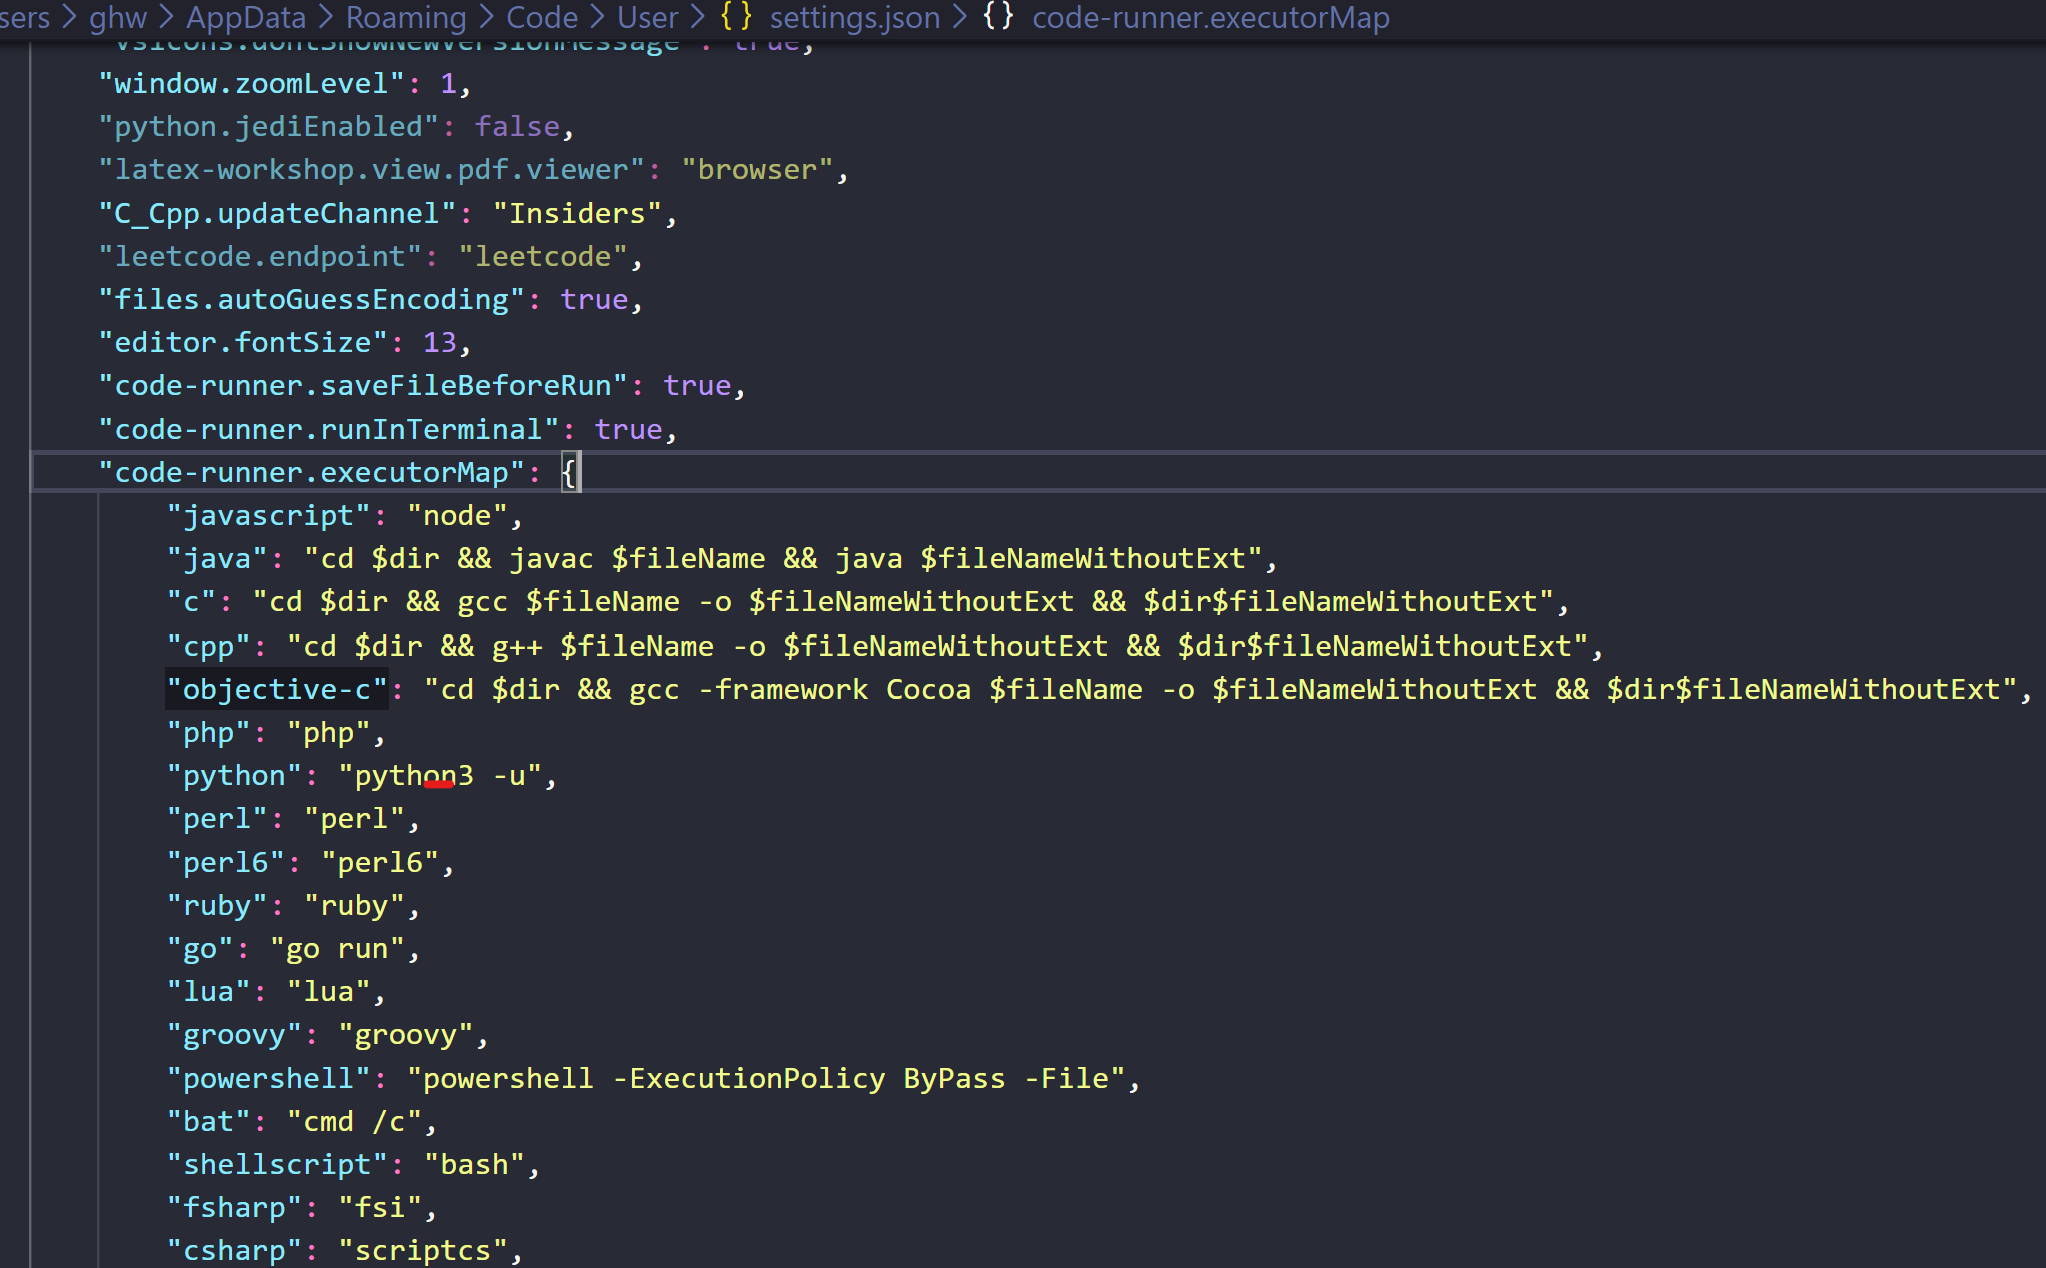 sers > ghw > AppData > Roaming > Code > User > {} settings.json > {} code-runner.executorMap
"vsicons.dontShowNewVersionMessage": true,
"window.zoomLevel": 1,
"python.jediEnabled": false,
"latex-workshop.view.pdf.viewer": "browser",
"C_Cpp.updateChannel": "Insiders",
"leetcode.endpoint": "leetcode",
"files.autoGuessEncoding": true,
"editor.fontSize": 13,
"code-runner.saveFileBeforeRun": true,
"code-runner.runInTerminal": true,
"code-runner.executorMap": {
"javascript": "node",
"java": "cd $dir && javac $fileName && java $fileNameWithoutExt",
"c": "cd $dir && gcc $fileName -o $fileNameWithoutExt && $dir$fileNameWithoutExt",
"cpp": "cd $dir && g++ $fileName -o $fileNameWithoutExt && $dir$fileNameWithoutExt",
"objective-c": "cd $dir && gcc -framework Cocoa $fileName -o $fileNameWithoutExt && $dir$fileNameWithoutExt",
"php": "php",
"python": "python3 -u",
"perl": "perl",
"perl6": "perl6",
"ruby": "ruby",
"go": "go run",
"lua": "lua",
"groovy": "groovy",
"powershell": "powershell -ExecutionPolicy ByPass -File",
"bat": "cmd /c",
"shellscript": "bash",
"fsharp": "fsi",
"csharp": "scriptcs",